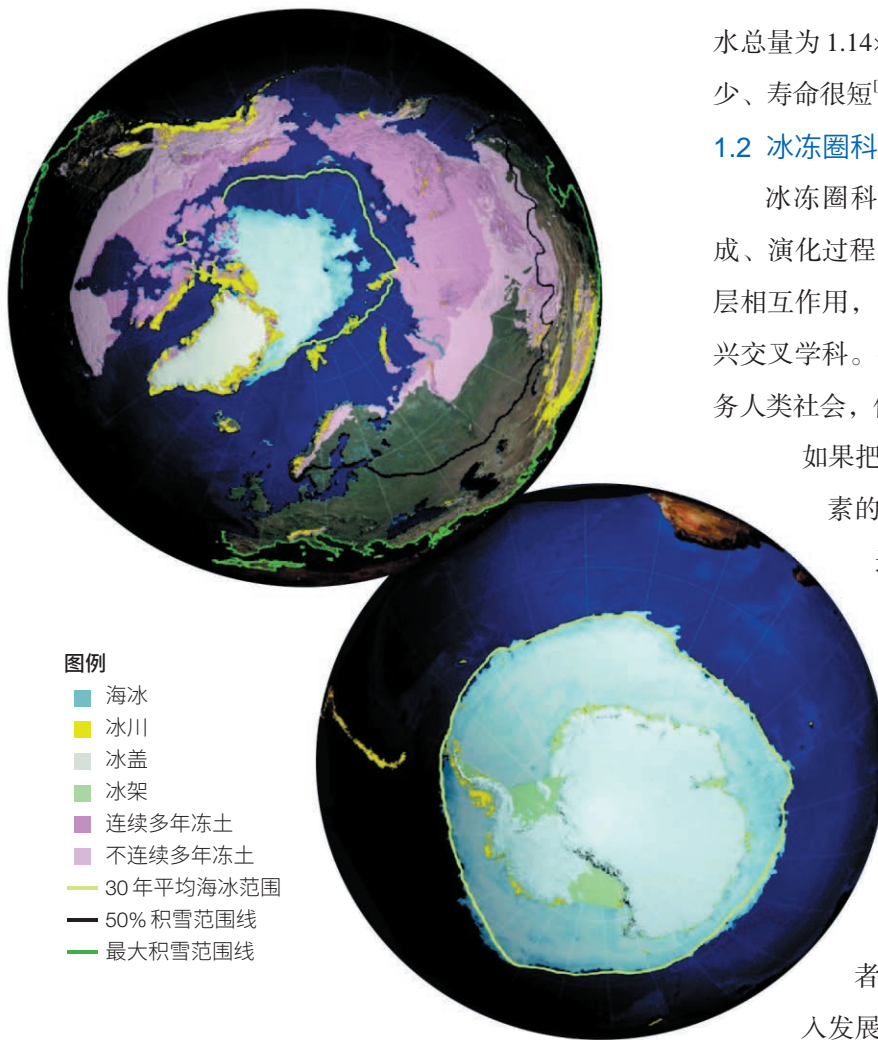 水总量为 1.14×
少、寿命很短[
1.2 冰冻圈科
冰冻圈科
成、演化过程
层相互作用，
兴交叉学科。
务人类社会，
如果把
素的
图例
海冰
冰川
冰盖
冰架
连续多年冻土
不连续多年冻土
30 年平均海冰范围
50% 积雪范围线
最大积雪范围线
者
入发展